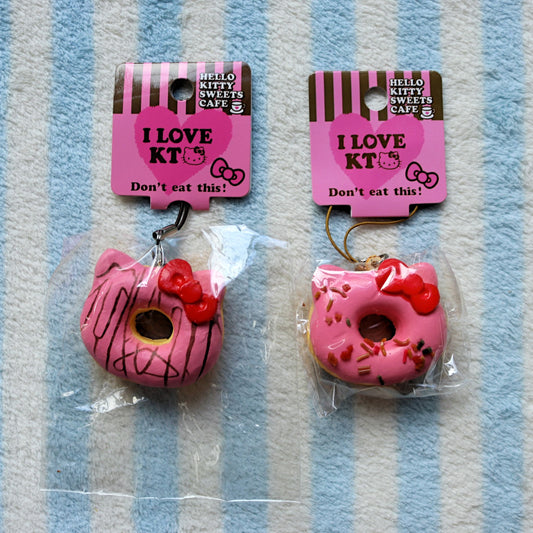 HELLO
KITTY
SWEETS
CAFE
I LOVE
KT
Don't eat this!
HELLO
KITTY
SWEETS
CAFE
I LOVE
KT
Don't eat this!